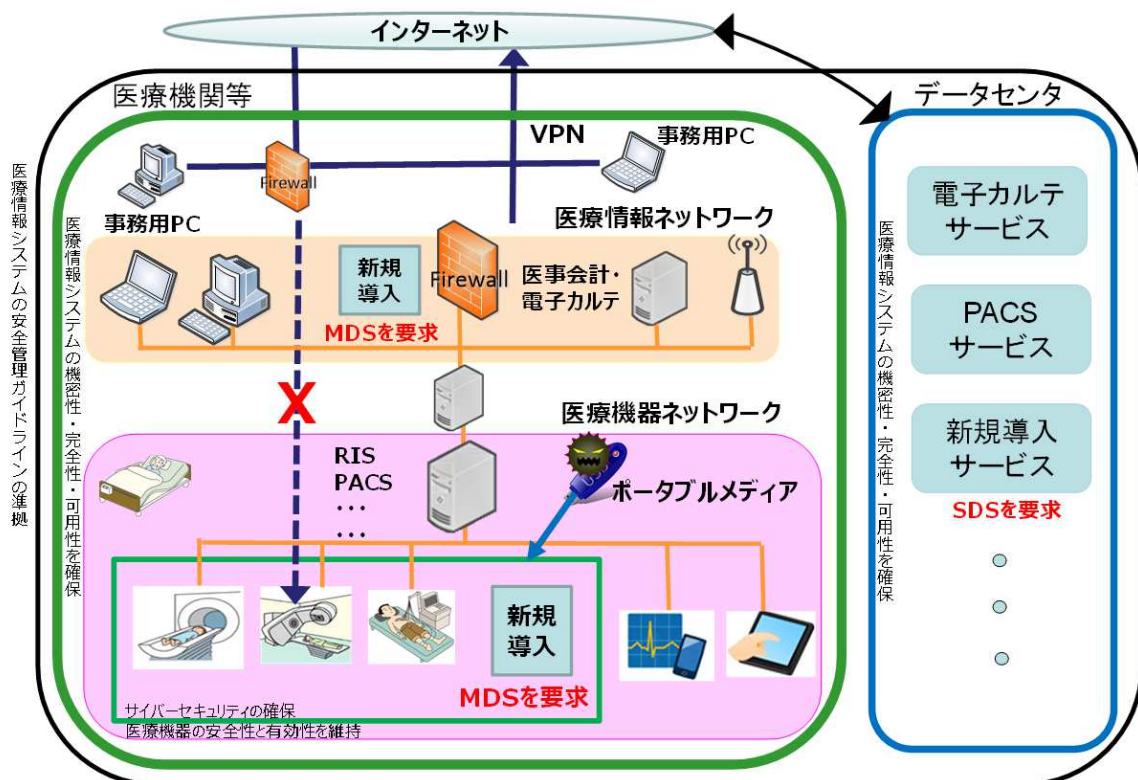 インターネット
医療機関等
データセンタ
VPN
事務用PC
Firewall
事務用PC
医療情報ネットワーク
新規
導入
Firewall
医事会計・
電子カルテ
MDSを要求
X
医療機器ネットワーク
RIS
PACS
…
…
USB
ポータブルメディア
新規
導入
MDSを要求
サイバーセキュリティの確保
医療機器の安全性と有効性を維持
電子カルテ
サービス
PACS
サービス
新規導入
サービス
SDSを要求
医療情報システムの安全管理ガイドラインの準拠
医療情報システムの機密性・完全性・可用性を確保
医療情報システムの機密性・完全性・可用性を確保